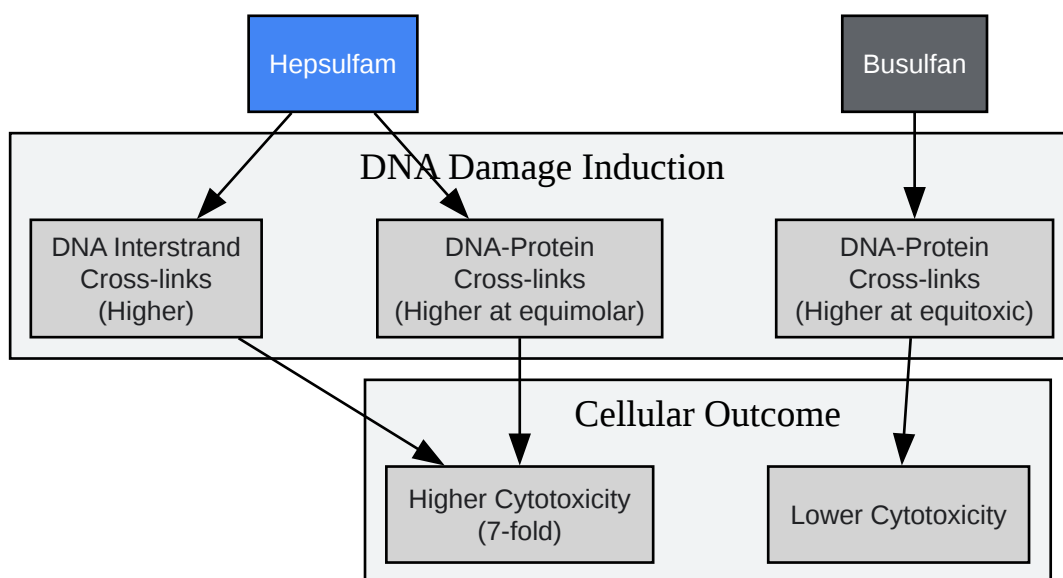 Hepsulfam
Busulfan
DNA Damage Induction
DNA Interstrand
Cross-links
(Higher)
DNA-Protein
Cross-links
(Higher at equimolar)
DNA-Protein
Cross-links
(Higher at equitoxic)
Cellular Outcome
Higher Cytotoxicity
(7-fold)
Lower Cytotoxicity